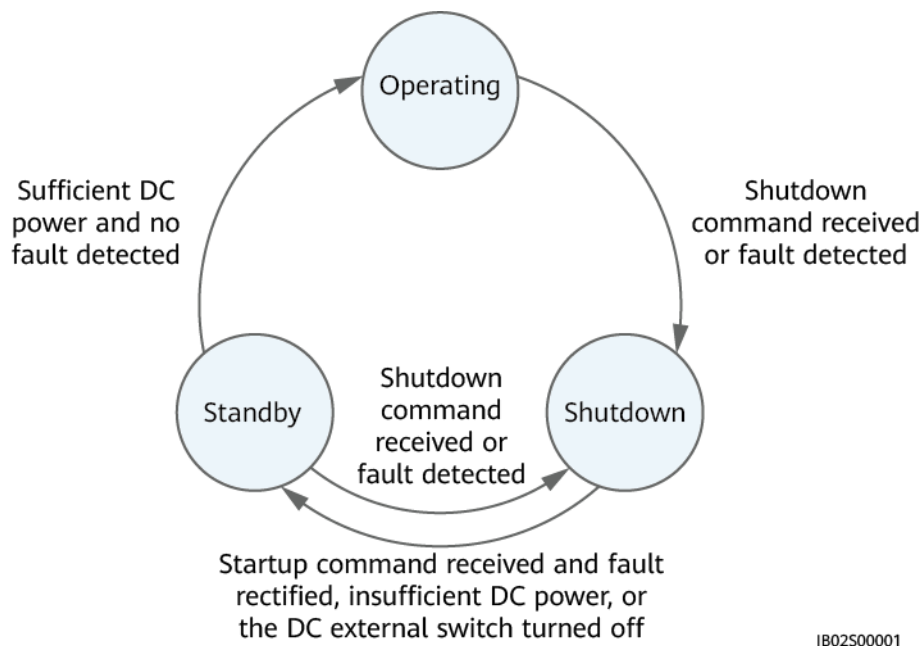 Operating
Sufficient DC
power and no
fault detected
Shutdown
command received
or fault detected
Standby
Shutdown
command
received or
fault detected
Shutdown
Startup command received and fault
rectified, insufficient DC power, or
the DC external switch turned off
IB02S00001